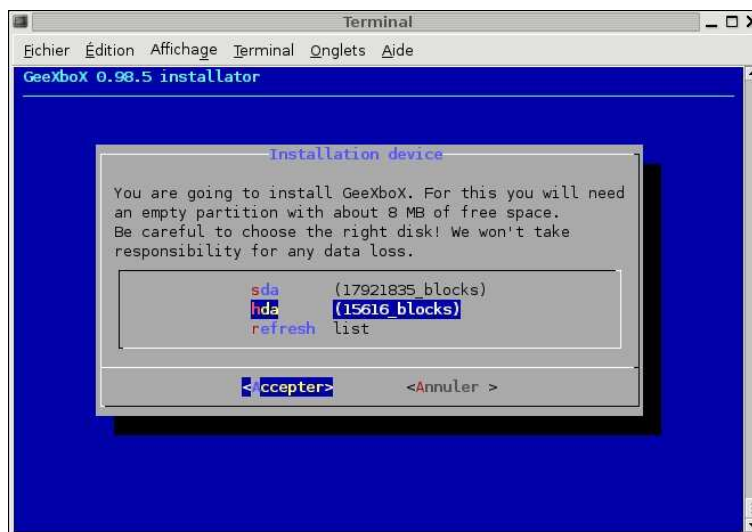 Terminal
Fichier Édition Affichage Terminal Onglets Aide
GeeXboX 0.98.5 installator
Installation device
You are going to install GeeXboX. For this you will need
an empty partition with about 8 MB of free space.
Be careful to choose the right disk! We won't take
responsibility for any data loss.
sda (17921835_blocks)
hda (15616_blocks)
refresh list
<Accepter> <Annuler >